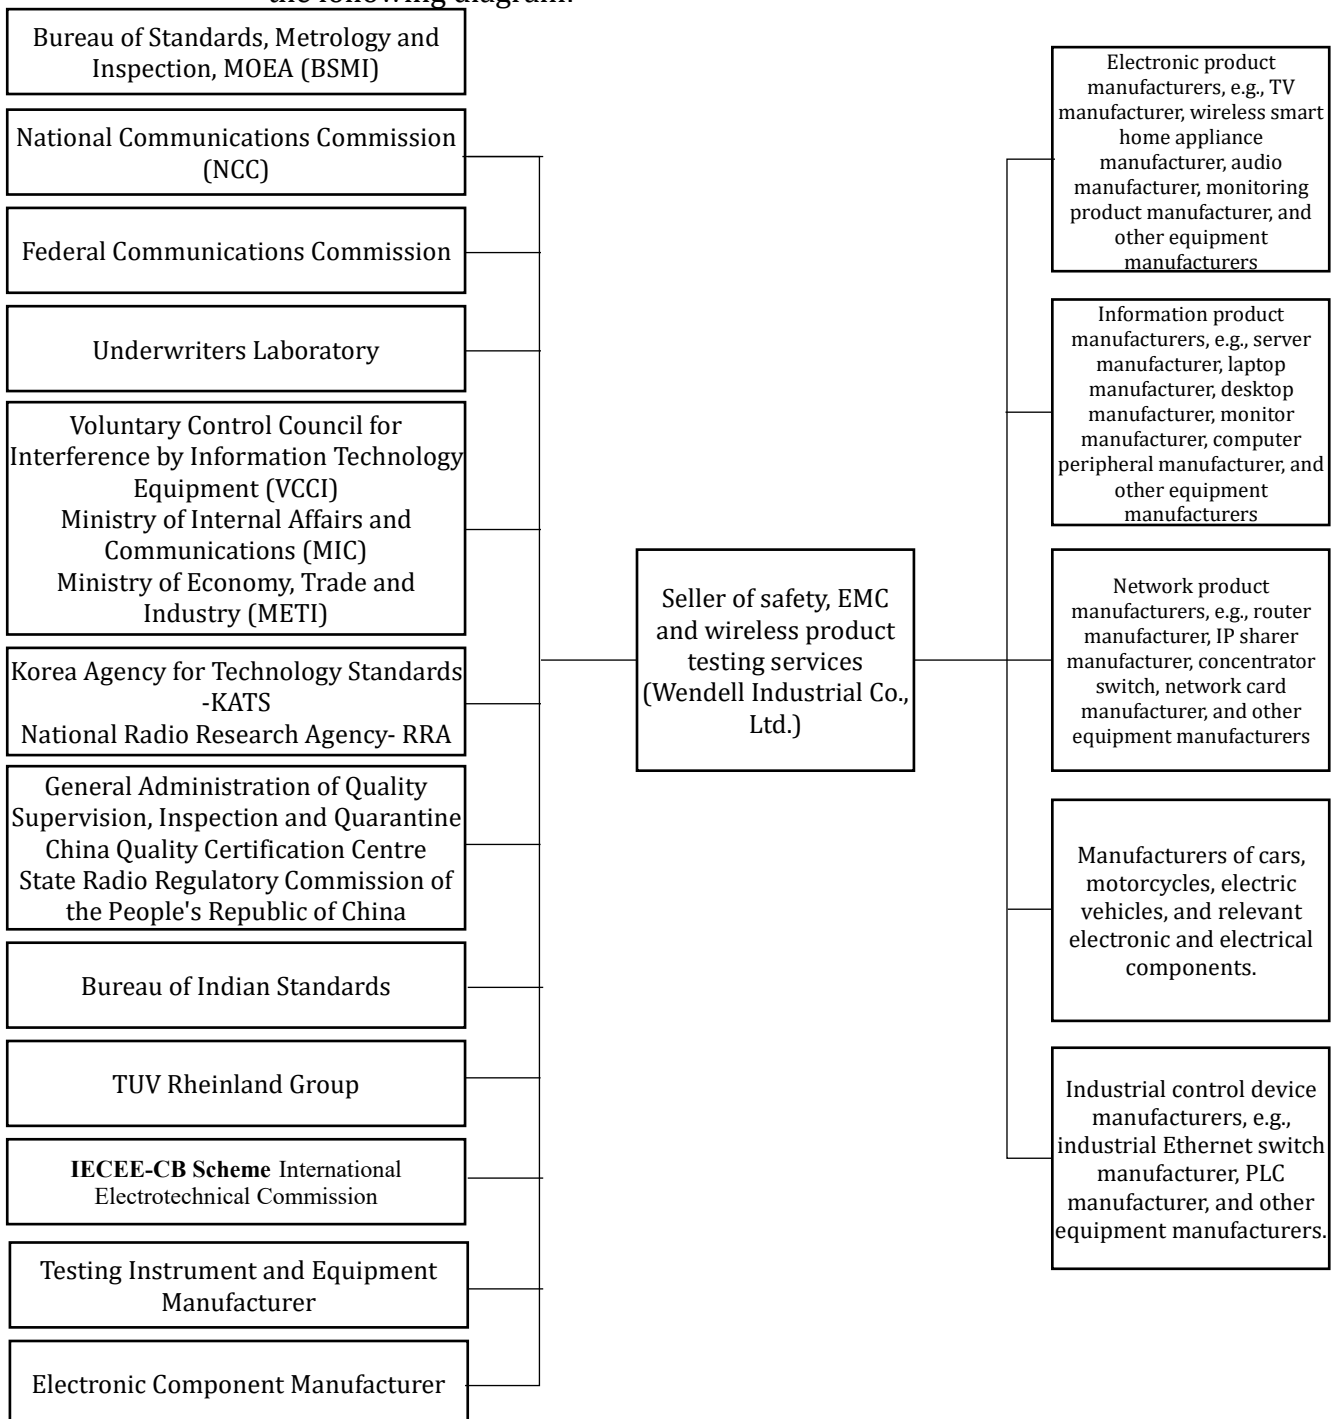 the following diagram:
Bureau of Standards, Metrology and
Inspection, MOEA (BSMI)
National Communications Commission
(NCC)
Federal Communications Commission
Underwriters Laboratory
Voluntary Control Council for
Interference by Information Technology
Equipment (VCCI)
Ministry of Internal Affairs and
Communications (MIC)
Ministry of Economy, Trade and
Industry (METI)
Korea Agency for Technology Standards
-KATS
National Radio Research Agency- RRA
General Administration of Quality
Supervision, Inspection and Quarantine
China Quality Certification Centre
State Radio Regulatory Commission of
the People's Republic of China
Bureau of Indian Standards
TUV Rheinland Group
IECEE-CB Scheme International
Electrotechnical Commission
Testing Instrument and Equipment
Manufacturer
Electronic Component Manufacturer
Seller of safety, EMC
and wireless product
testing services
(Wendell Industrial Co.,
Ltd.)
Electronic product
manufacturers, e.g., TV
manufacturer, wireless smart
home appliance
manufacturer, audio
manufacturer, monitoring
product manufacturer, and
other equipment
manufacturers
Information product
manufacturers, e.g., server
manufacturer, laptop
manufacturer, desktop
manufacturer, monitor
manufacturer, computer
peripheral manufacturer, and
other equipment
manufacturers
Network product
manufacturers, e.g., router
manufacturer, IP sharer
manufacturer, concentrator
switch, network card
manufacturer, and other
equipment manufacturers
Manufacturers of cars,
motorcycles, electric
vehicles, and relevant
electronic and electrical
components.
Industrial control device
manufacturers, e.g.,
industrial Ethernet switch
manufacturer, PLC
manufacturer, and other
equipment manufacturers.